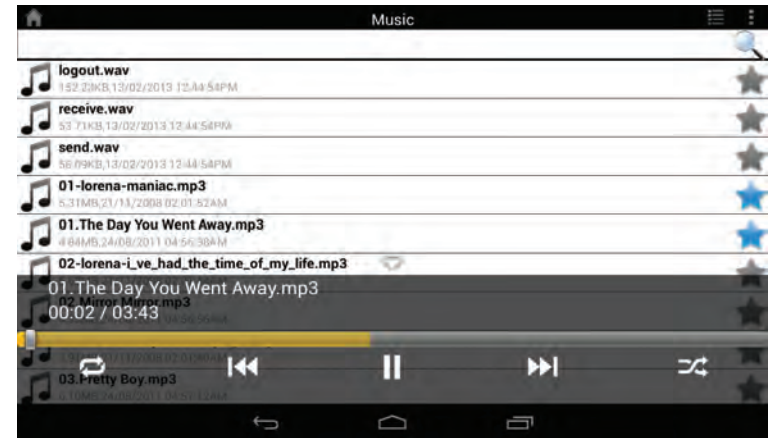 Music
logout.wav
152.23KB,13/02/2013 12:44:54PM
receive.wav
53.71KB,13/02/2013 12:44:54PM
send.wav
58.09KB,13/02/2013 12:44:54PM
01-lorena-maniac.mp3
5.31MB,21/11/2008 02:01:52AM
01.The Day You Went Away.mp3
4.84MB,24/08/2011 04:56:38AM
02-lorena-i_ve_had_the_time_of_my_life.mp3
01.The Day You Went Away.mp3
02.Mirror Mirror.mp3
00:02 / 03:43
03.Pretty Boy.mp3